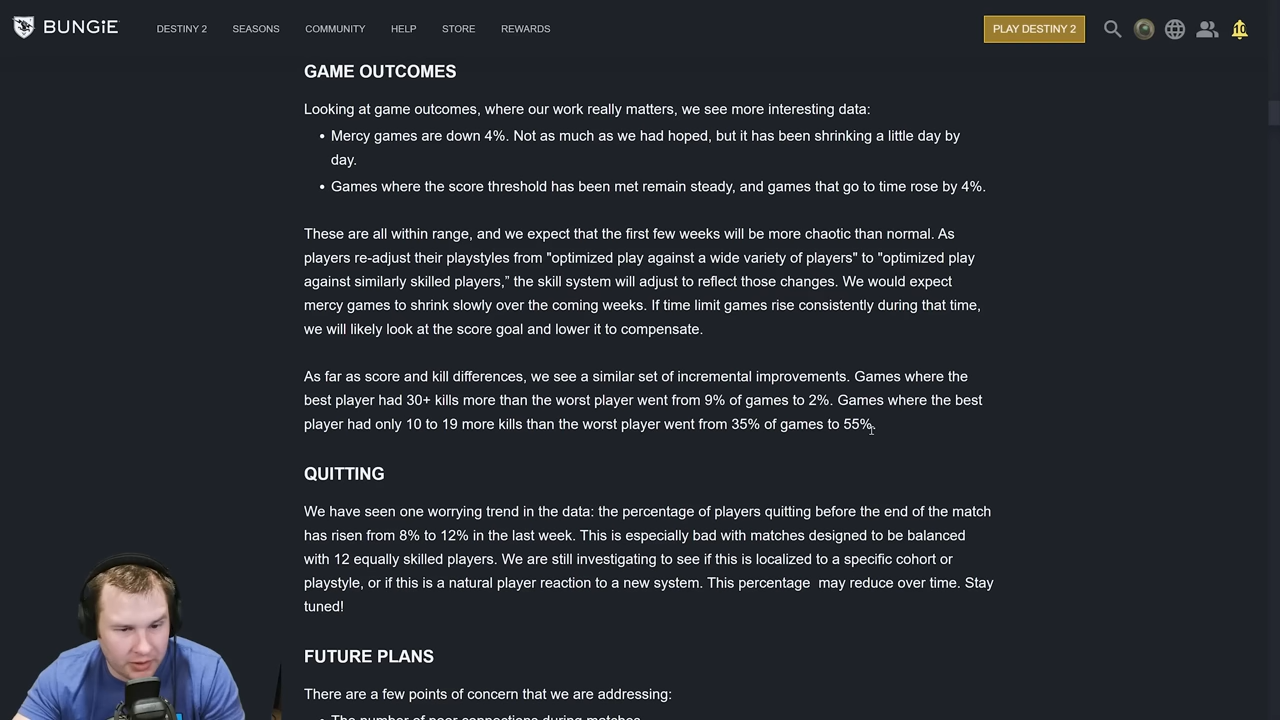 BUNGiE DESTINY 2 SEASONS COMMUNITY HELP STORE REWARDS PLAY DESTINY 2 10
GAME OUTCOMES
Looking at game outcomes, where our work really matters, we see more interesting data:
• Mercy games are down 4%. Not as much as we had hoped, but it has been shrinking a little day by
day.
• Games where the score threshold has been met remain steady, and games that go to time rose by 4%.
These are all within range, and we expect that the first few weeks will be more chaotic than normal. As
players re-adjust their playstyles from "optimized play against a wide variety of players" to "optimized play
against similarly skilled players,” the skill system will adjust to reflect those changes. We would expect
mercy games to shrink slowly over the coming weeks. If time limit games rise consistently during that time,
we will likely look at the score goal and lower it to compensate.
As far as score and kill differences, we see a similar set of incremental improvements. Games where the
best player had 30+ kills more than the worst player went from 9% of games to 2%. Games where the best
player had only 10 to 19 more kills than the worst player went from 35% of games to 55%.
QUITTING
We have seen one worrying trend in the data: the percentage of players quitting before the end of the match
has risen from 8% to 12% in the last week. This is especially bad with matches designed to be balanced
with 12 equally skilled players. We are still investigating to see if this is localized to a specific cohort or
playstyle, or if this is a natural player reaction to a new system. This percentage  may reduce over time. Stay
tuned!
FUTURE PLANS
There are a few points of concern that we are addressing:
• The number of poor connections during matches